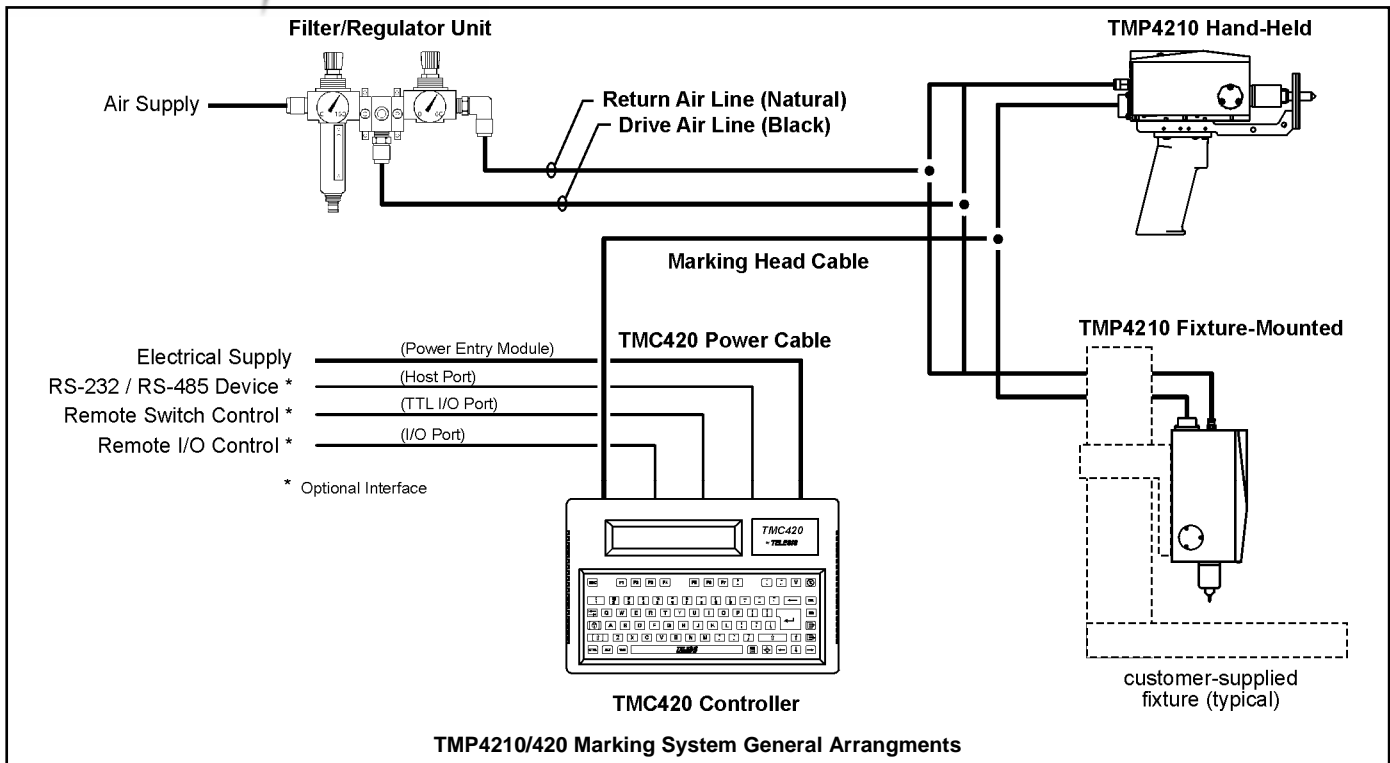 Filter/Regulator Unit
TMP4210 Hand-Held
Air Supply
Return Air Line (Natural)
Drive Air Line (Black)
Marking Head Cable
TMP4210 Fixture-Mounted
TMC420 Power Cable
Electrical Supply
(Power Entry Module)
RS-232 / RS-485 Device *
(Host Port)
Remote Switch Control *
(TTL I/O Port)
Remote I/O Control *
(I/O Port)
* Optional Interface
TMC420
TELESIS
customer-supplied
fixture (typical)
TMC420 Controller
TMP4210/420 Marking System General Arrangments